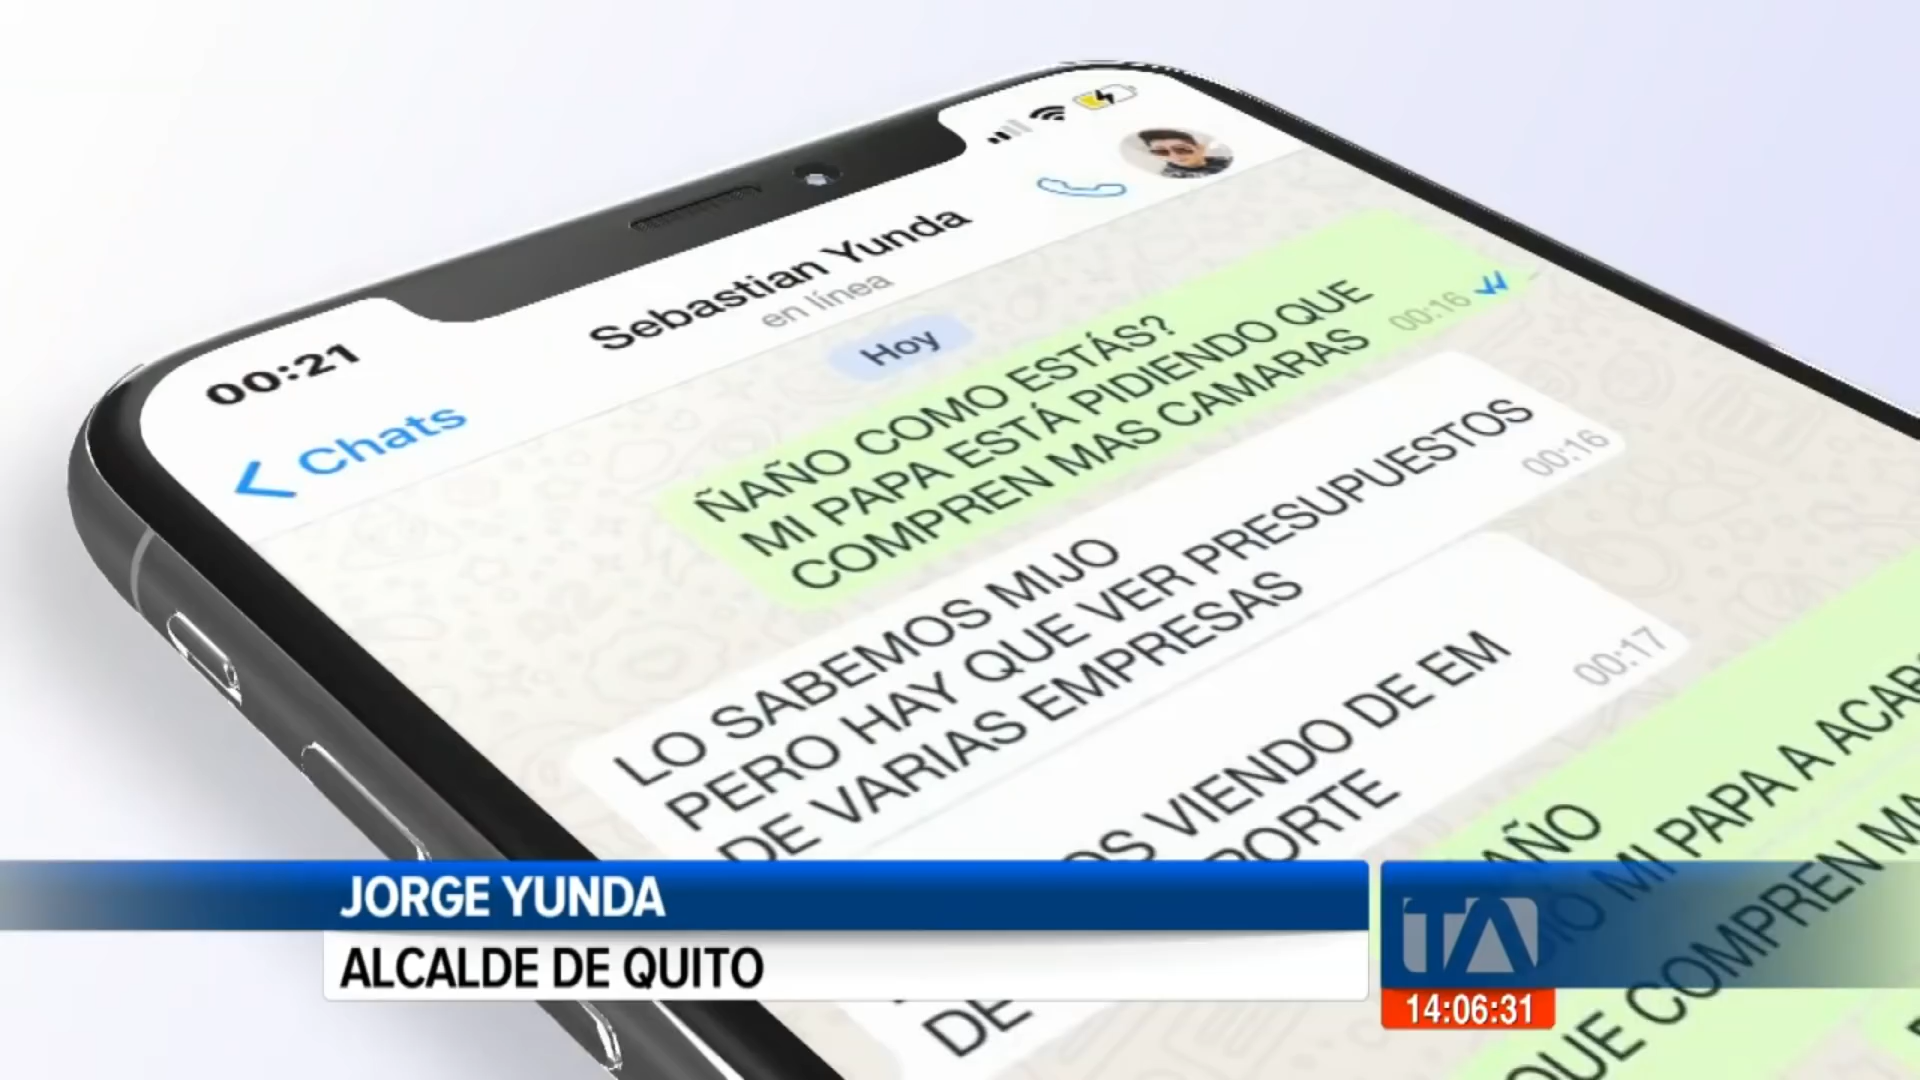 00:21
Chats
Sebastian Yunda
en línea
Hoy
ÑAÑO COMO ESTÁS?
MI PAPA ESTÁ PIDIENDO QUE
COMPREN MAS CAMARAS
00:16
LO SABEMOS MIJO
PERO HAY QUE VER PRESUPUESTOS
DE VARIAS EMPRESAS
00:16
VIENDO DE EM
00:17
DE
MI PAPA A
QUE COMPREN
JORGE YUNDA
ALCALDE DE QUITO
TA
14:06:31